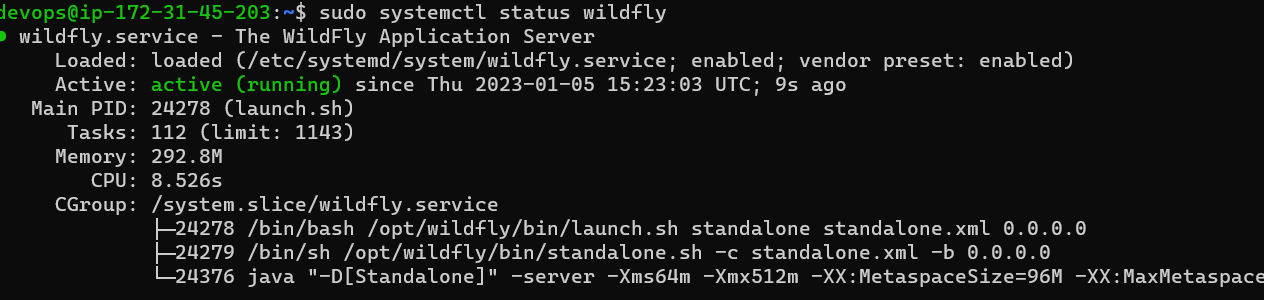 devops@ip-172-31-45-203:~$ sudo systemctl status wildfly
● wildfly.service - The WildFly Application Server
     Loaded: loaded (/etc/systemd/system/wildfly.service; enabled; vendor preset: enabled)
     Active: active (running) since Thu 2023-01-05 15:23:03 UTC; 9s ago
   Main PID: 24278 (launch.sh)
      Tasks: 112 (limit: 1143)
     Memory: 292.8M
        CPU: 8.526s
     CGroup: /system.slice/wildfly.service
             ├─24278 /bin/bash /opt/wildfly/bin/launch.sh standalone standalone.xml 0.0.0.0
             ├─24279 /bin/sh /opt/wildfly/bin/standalone.sh -c standalone.xml -b 0.0.0.0
             └─24376 java "-D[Standalone]" -server -Xms64m -Xmx512m -XX:MetaspaceSize=96M -XX:MaxMetaspace